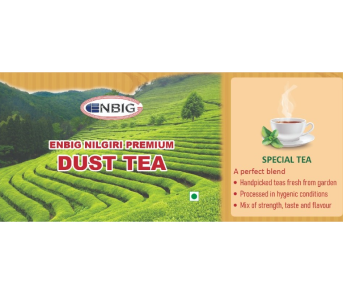 ENBIG
ENBIG NILGIRI PREMIUM
DUST TEA
SPECIAL TEA
A perfect blend
• Handpicked teas fresh from garden
• Processed in hygenic conditions
• Mix of strength, taste and flavour